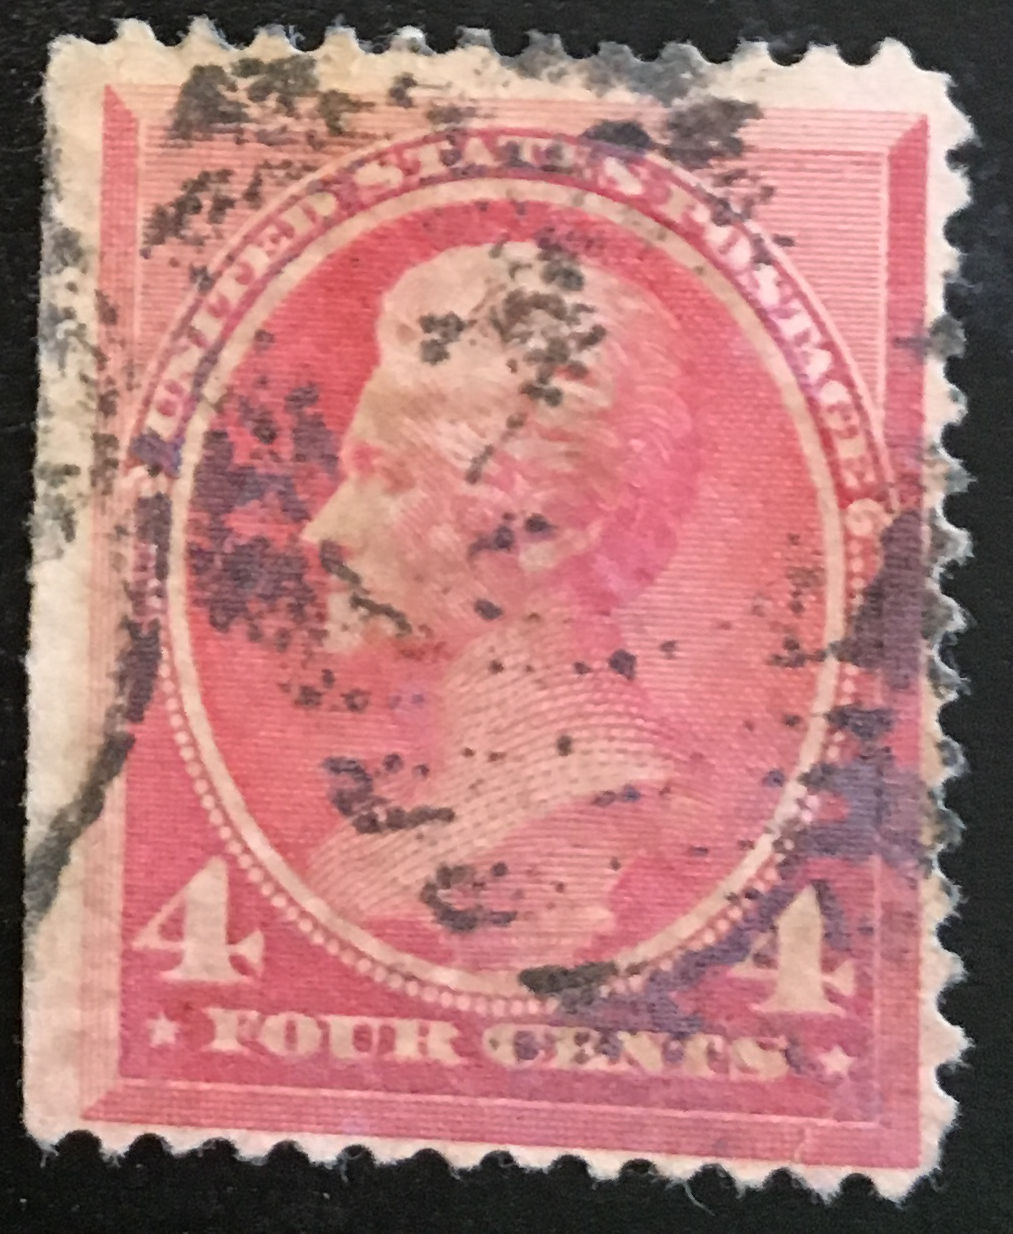 UNITED STATES POSTAGE
4 4
★ FOUR CENTS ★